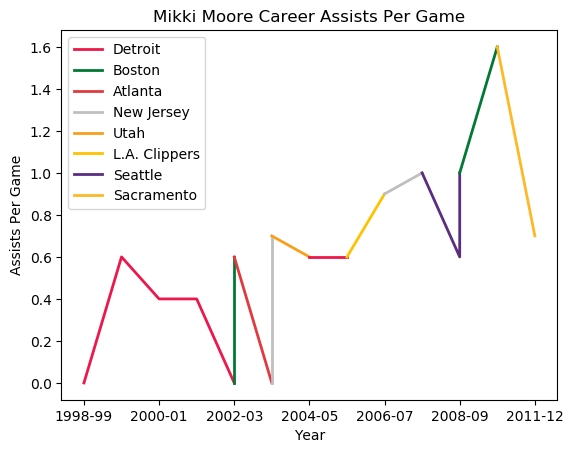 Mikki Moore Career Assists Per Game
Detroit
Boston
Atlanta
New Jersey
Utah
L.A. Clippers
Seattle
Sacramento
Assists Per Game
1.6
1.4
1.2
1.0
0.8
0.6
0.4
0.2
0.0
1998-99 2000-01 2002-03 2004-05 2006-07 2008-09 2011-12
Year